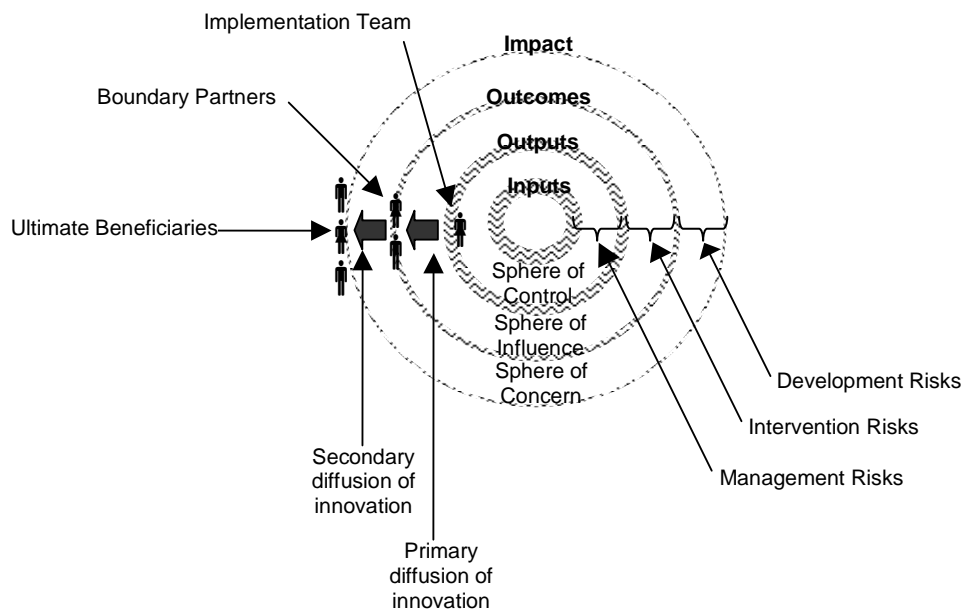 Implementation Team
Impact
Boundary Partners
Outcomes
Outputs
Inputs
Ultimate Beneficiaries
Sphere of
Control
Sphere of
Influence
Sphere of
Concern
Development Risks
Intervention Risks
Management Risks
Secondary
diffusion of
innovation
Primary
diffusion of
innovation